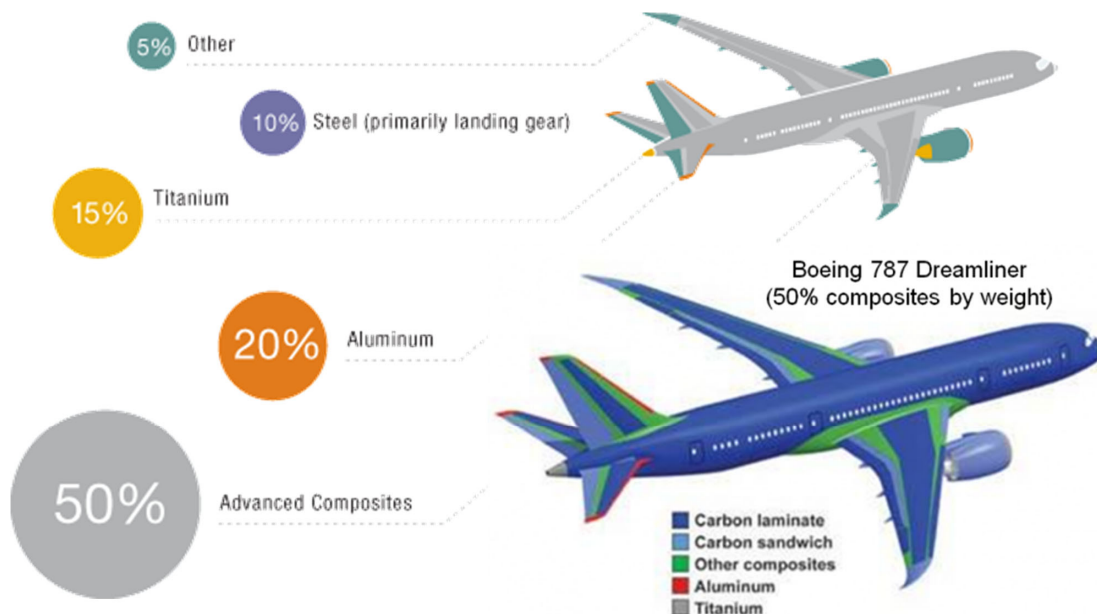 5% Other
10% Steel (primarily landing gear)
15% Titanium
Boeing 787 Dreamliner
(50% composites by weight)
20% Aluminum
50% Advanced Composites
Carbon laminate
Carbon sandwich
Other composites
Aluminum
Titanium